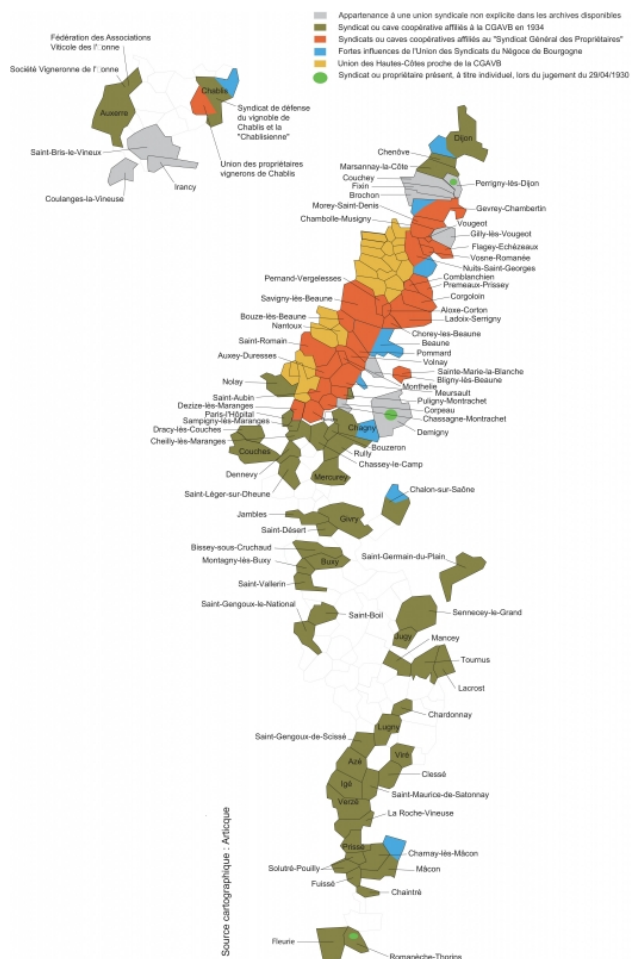 Appartenance à une union syndicale non explicite dans les archives disponibles
Syndicat ou cave coopérative affiliés à la CGAVB en 1934
Syndicats ou caves coopératives affiliés au "Syndicat Général des Propriétaires"
Fortes influences de l'Union des Syndicats du Négoce de Bourgogne
Union des Hautes-Côtes proche de la CGAVB
Syndicat ou propriétaire présent, à titre individuel, lors du jugement du 29/04/1930
Fédération des Associations
Viticole des l'Yonne
Société Vigneronne de l'Yonne
Auxerre
Chablis
Syndicat de défense
du vignoble de
Chablis et la
"Chablisienne"
Union des propriétaires
vignerons de Chablis
Saint-Bris-le-Vineux
Irancy
Coulanges-la-Vineuse
Dijon
Chenôve
Marsannay-la-Côte
Couchey
Fixin
Brochon
Perrigny-lès-Dijon
Morey-Saint-Denis
Gevrey-Chambertin
Chambolle-Musigny
Vougeot
Gilly-lès-Vougeot
Flagey-Echézeaux
Vosne-Romanée
Nuits-Saint-Georges
Comblanchien
Pernand-Vergelesses
Premeaux-Prissey
Savigny-lès-Beaune
Corgoloin
Aloxe-Corton
Bouze-lès-Beaune
Ladoix-Serrigny
Nantoux
Chorey-les-Beaune
Saint-Romain
Beaune
Pommard
Auxey-Duresses
Volnay
Sainte-Marie-la-Blanche
Nolay
Bligny-lès-Beaune
Monthelie
Saint-Aubin
Meursault
Dezize-lès-Maranges
Puligny-Montrachet
Paris-l'Hôpital
Corpeau
Sampigny-lès-Maranges
Chassagne-Montrachet
Dracy-lès-Couches
Chagny
Demigny
Cheilly-lès-Maranges
Bouzeron
Couches
Rully
Dennevy
Chassey-le-Camp
Mercurey
Saint-Léger-sur-Dheune
Chalon-sur-Saône
Jambles
Givry
Saint-Désert
Bissey-sous-Cruchaud
Saint-Germain-du-Plain
Montagny-lès-Buxy
Buxy
Saint-Vallerin
Saint-Gengoux-le-National
Saint-Boil
Sennecey-le-Grand
Jugy
Mancey
Tournus
Lacrost
Chardonnay
Lugny
Saint-Gengoux-de-Scissé
Viré
Azé
Clessé
Igé
Saint-Maurice-de-Satonnay
Verzé
La Roche-Vineuse
Prissé
Charnay-lès-Mâcon
Solutré-Pouilly
Mâcon
Fuissé
Chaintré
Source cartographique : Articque
Fleurie
Romanèche-Thorins